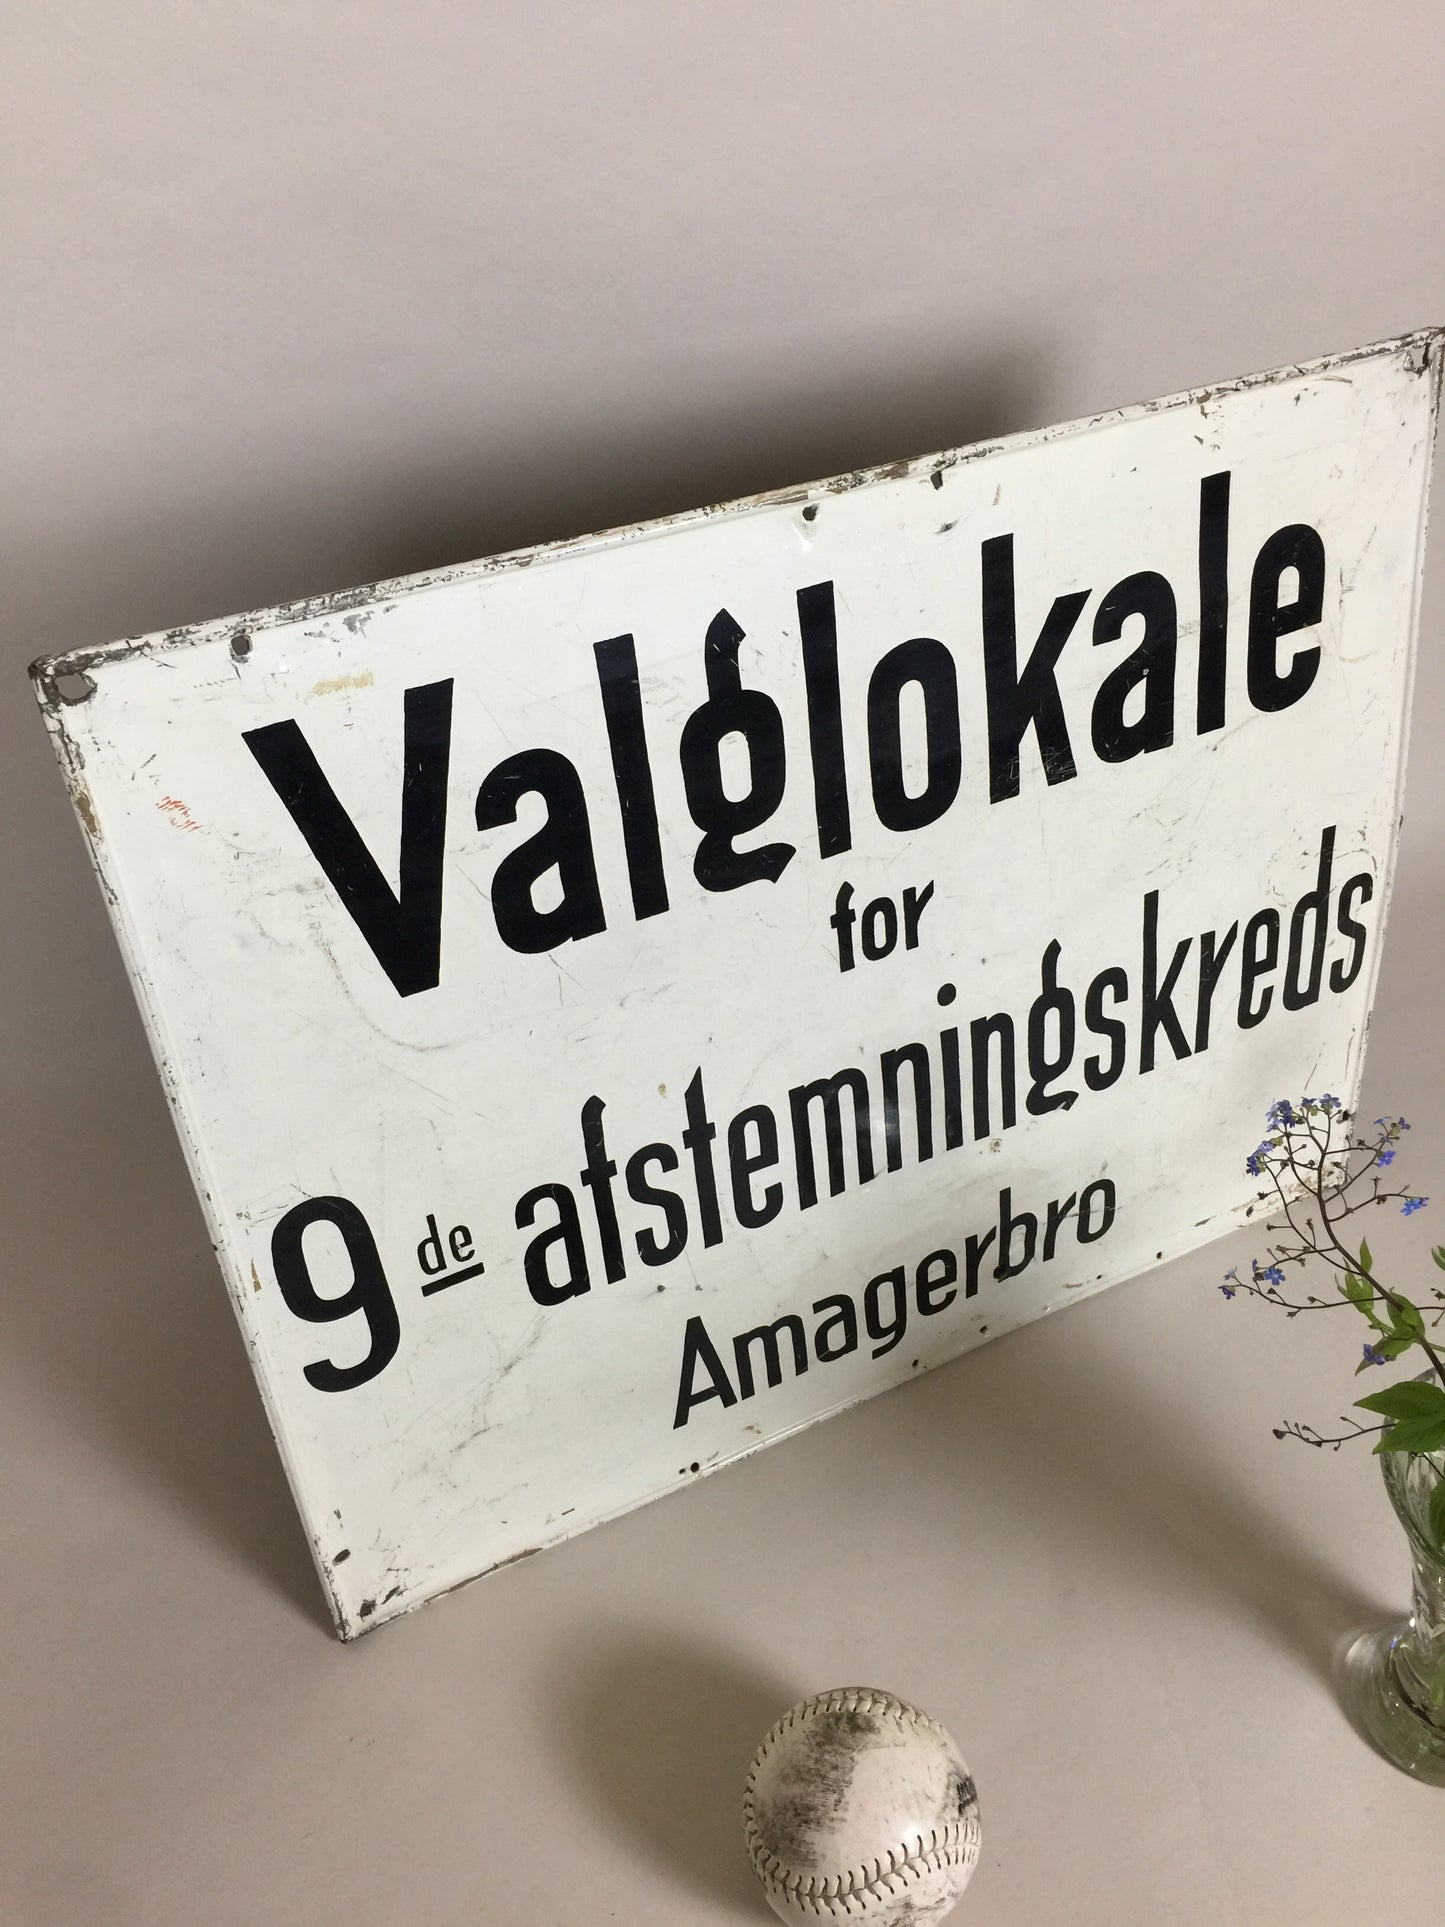 Valglokale
for
9de afstemningskreds
Amagerbro